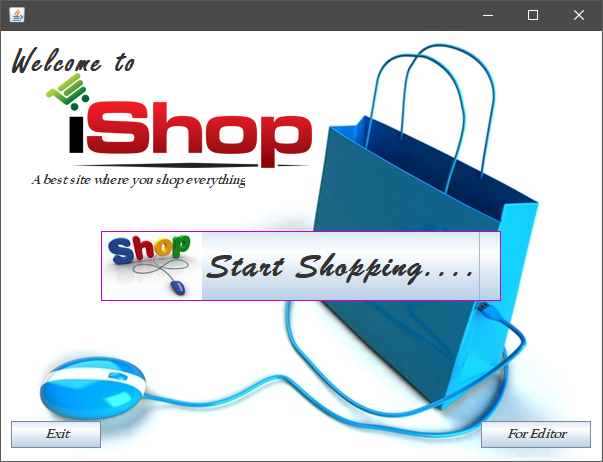 Welcome to
iShop
A best site where you shop everything
Shop
Start Shopping....
Exit
For Editor